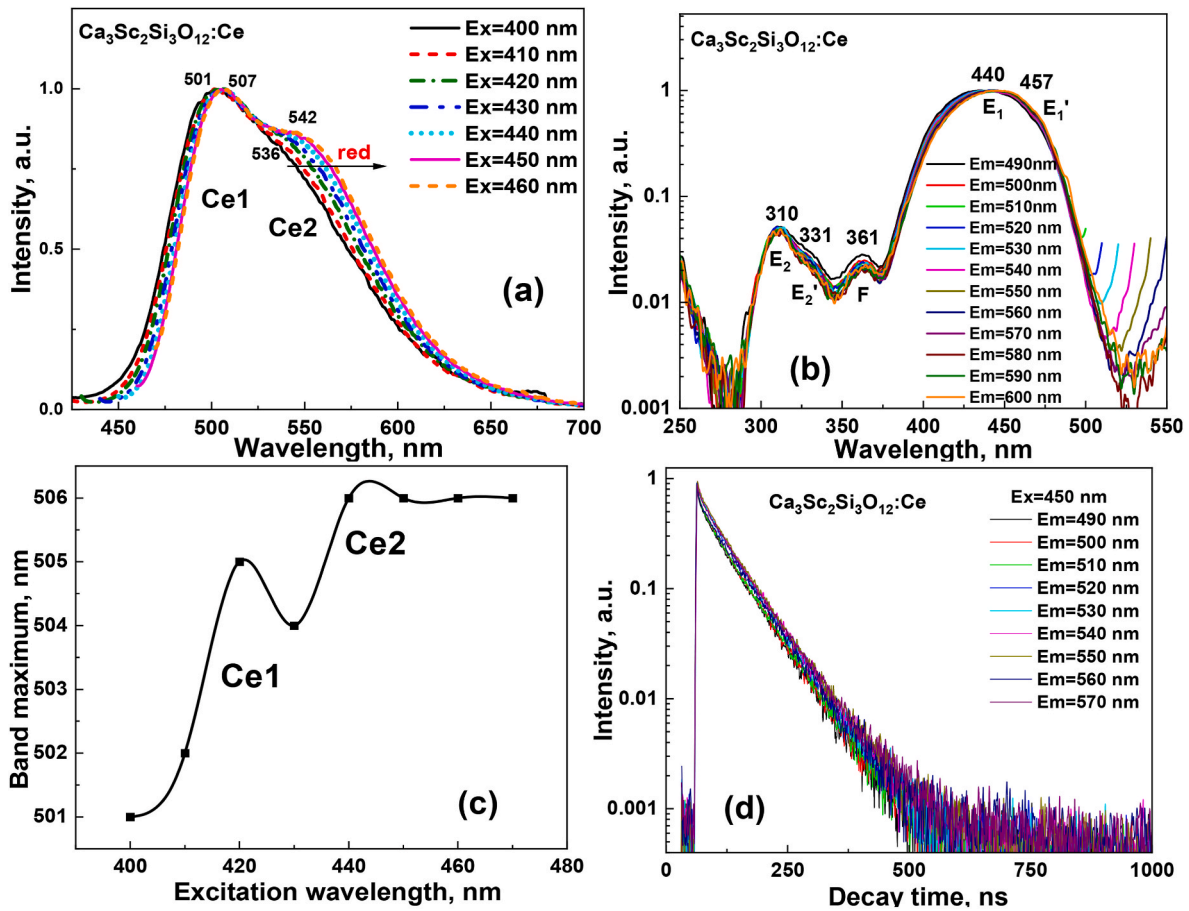 Ca3Sc2Si3O12:Ce
Ex=400 nm
Ex=410 nm
Ex=420 nm
Ex=430 nm
Ex=440 nm
Ex=450 nm
Ex=460 nm
501
507
542
536
red
Ce1
Ce2
(a)
1.0
0.5
0.0
Intensity, a.u.
450 500 550 600 650 700
Wavelength, nm
Ca3Sc2Si3O12:Ce
440
457
E1
E1'
310
331
361
E2
E2'
F
Em=490nm
Em=500nm
Em=510nm
Em=520 nm
Em=530 nm
Em=540 nm
Em=550 nm
Em=560 nm
Em=570 nm
Em=580 nm
Em=590 nm
Em=600 nm
(b)
1
0.1
0.01
0.001
Intensity, a.u.
250 300 350 400 450 500 550
Wavelength, nm
506
505
504
503
502
501
Band maximum, nm
Ce1
Ce2
(c)
400 420 440 460 480
Excitation wavelength, nm
Ca3Sc2Si3O12:Ce
Ex=450 nm
Em=490 nm
Em=500 nm
Em=510 nm
Em=520 nm
Em=530 nm
Em=540 nm
Em=550 nm
Em=560 nm
Em=570 nm
(d)
1
0.1
0.01
0.001
Intensity, a.u.
0 250 500 750 1000
Decay time, ns